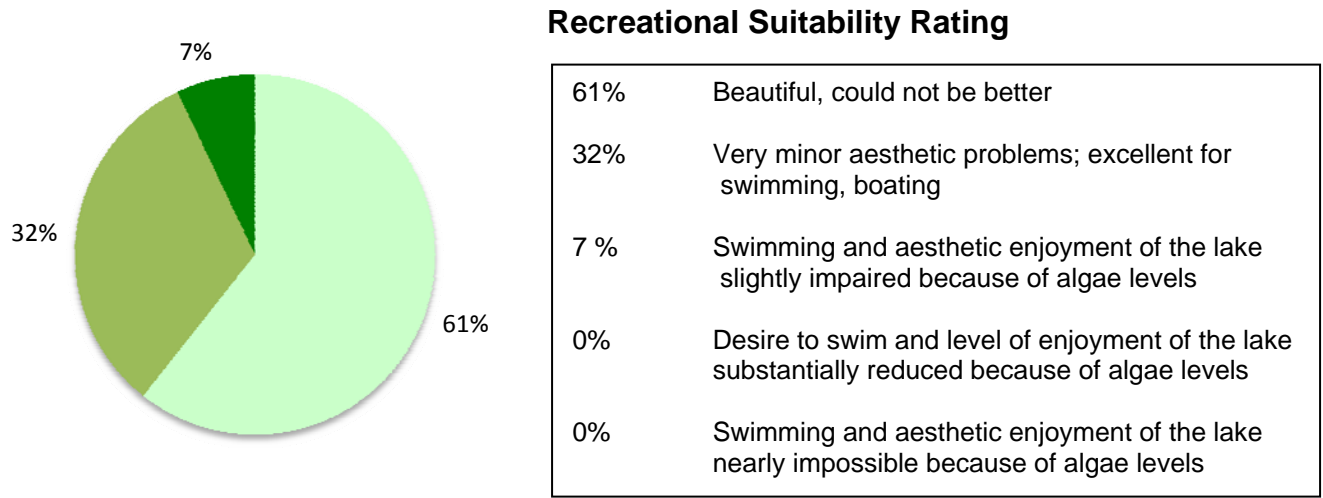 Recreational Suitability Rating
7%
32%
61%
61% Beautiful, could not be better
32% Very minor aesthetic problems; excellent for
swimming, boating
7 % Swimming and aesthetic enjoyment of the lake
slightly impaired because of algae levels
0% Desire to swim and level of enjoyment of the lake
substantially reduced because of algae levels
0% Swimming and aesthetic enjoyment of the lake
nearly impossible because of algae levels